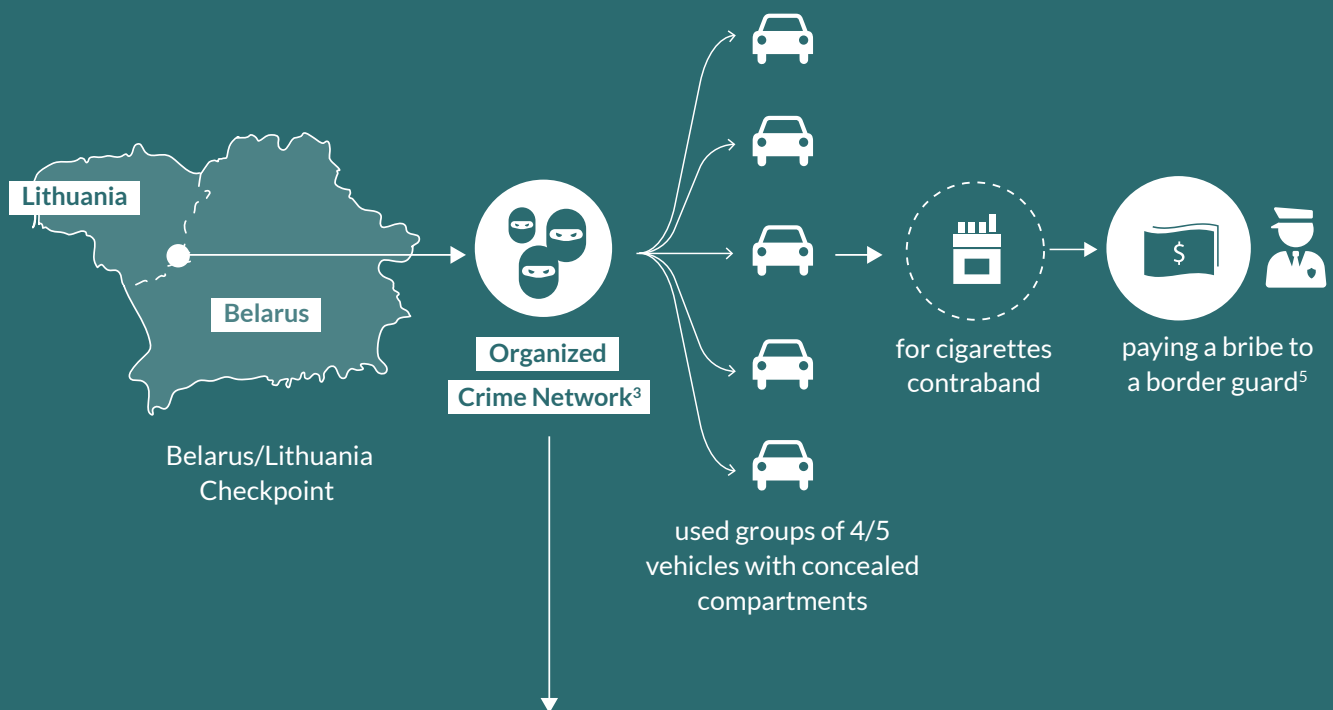 Lithuania
Belarus
Belarus/Lithuania
Checkpoint
Organized
Crime Network³
used groups of 4/5
vehicles with concealed
compartments
for cigarettes
contraband
$
paying a bribe to
a border guard⁵